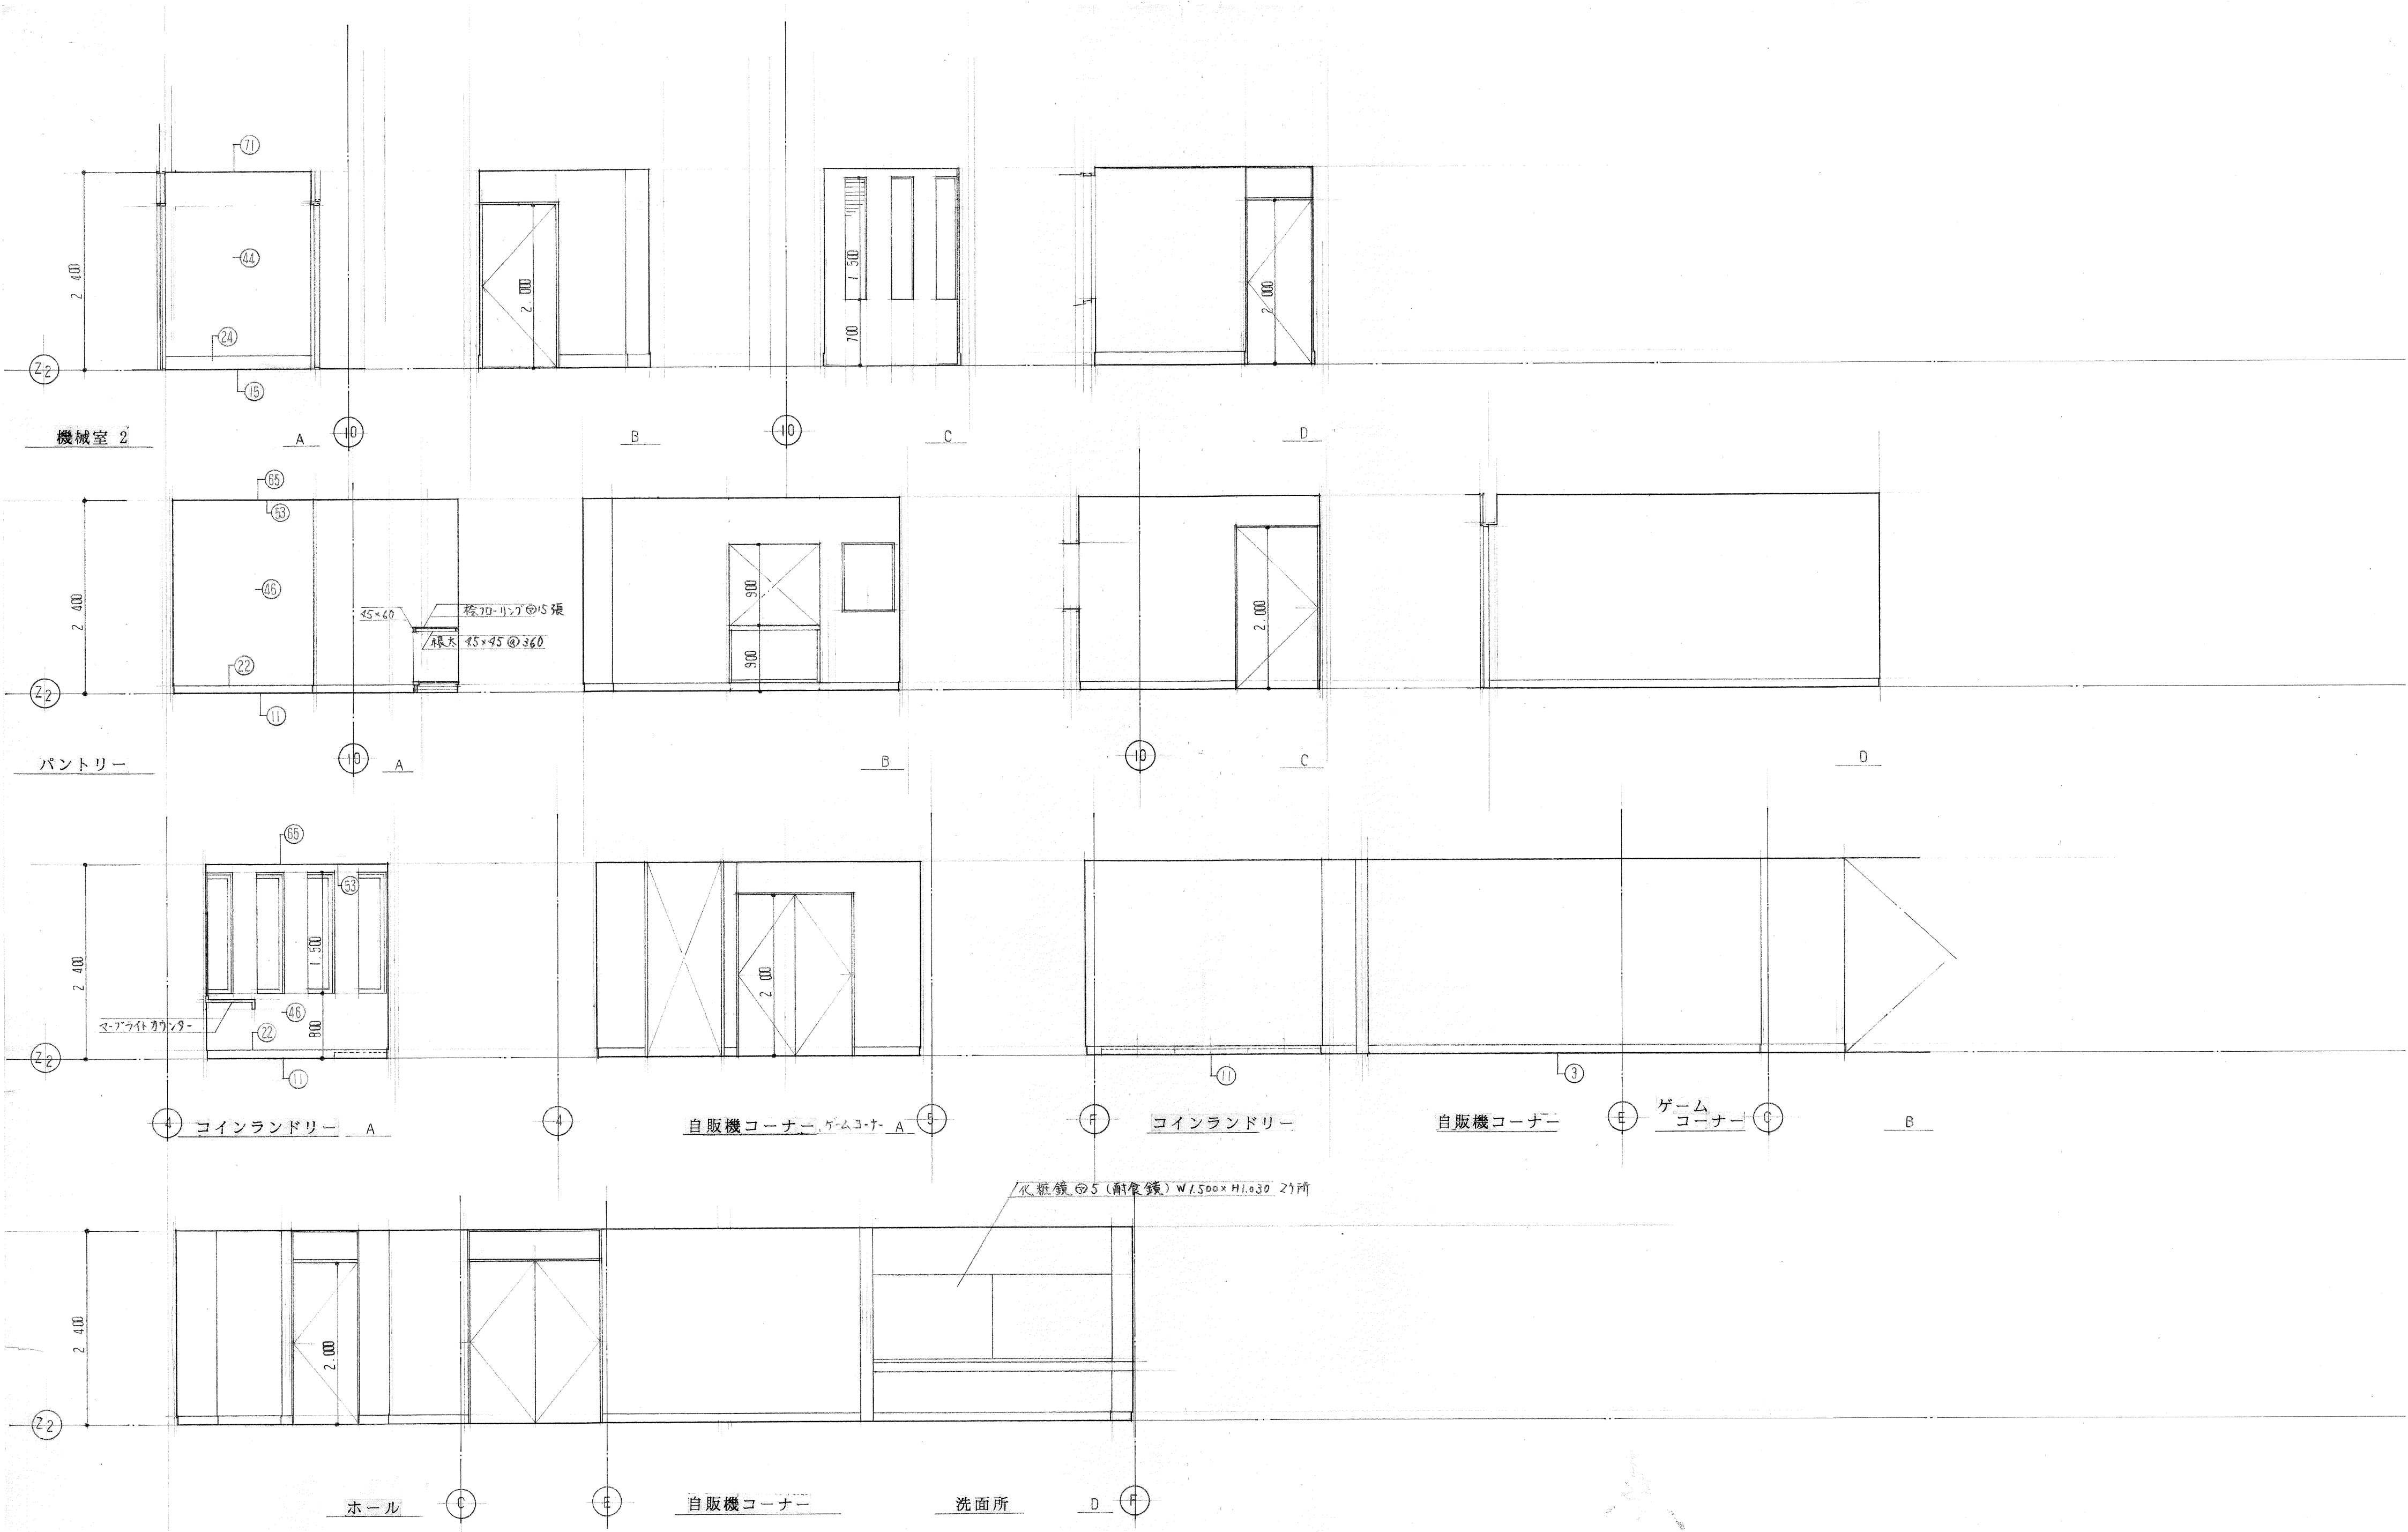 71
44
2 400
24
15
Z2
2.000
1 500
700
2 000
機械室 2
A
10
B
10
C
D
65
53
46
2 400
45×60
桧フローリング㋐15張
根太 45×45 @360
22
11
Z2
900
900
2.000
パントリー
10
A
B
10
C
D
65
53
2 400
1,500
46
マーブライトカウンター
22
800
11
Z2
2 000
11
3
4
コインランドリー A
4
自販機コーナー, ゲームコーナー A
5
F
コインランドリー
自販機コーナー
E
ゲーム
コーナー
C
B
化粧鏡㋐5 (耐食鏡) W1.500×H1.030 2ケ所
2 400
2.000
Z2
ホール
C
E
自販機コーナー
洗面所
D
F